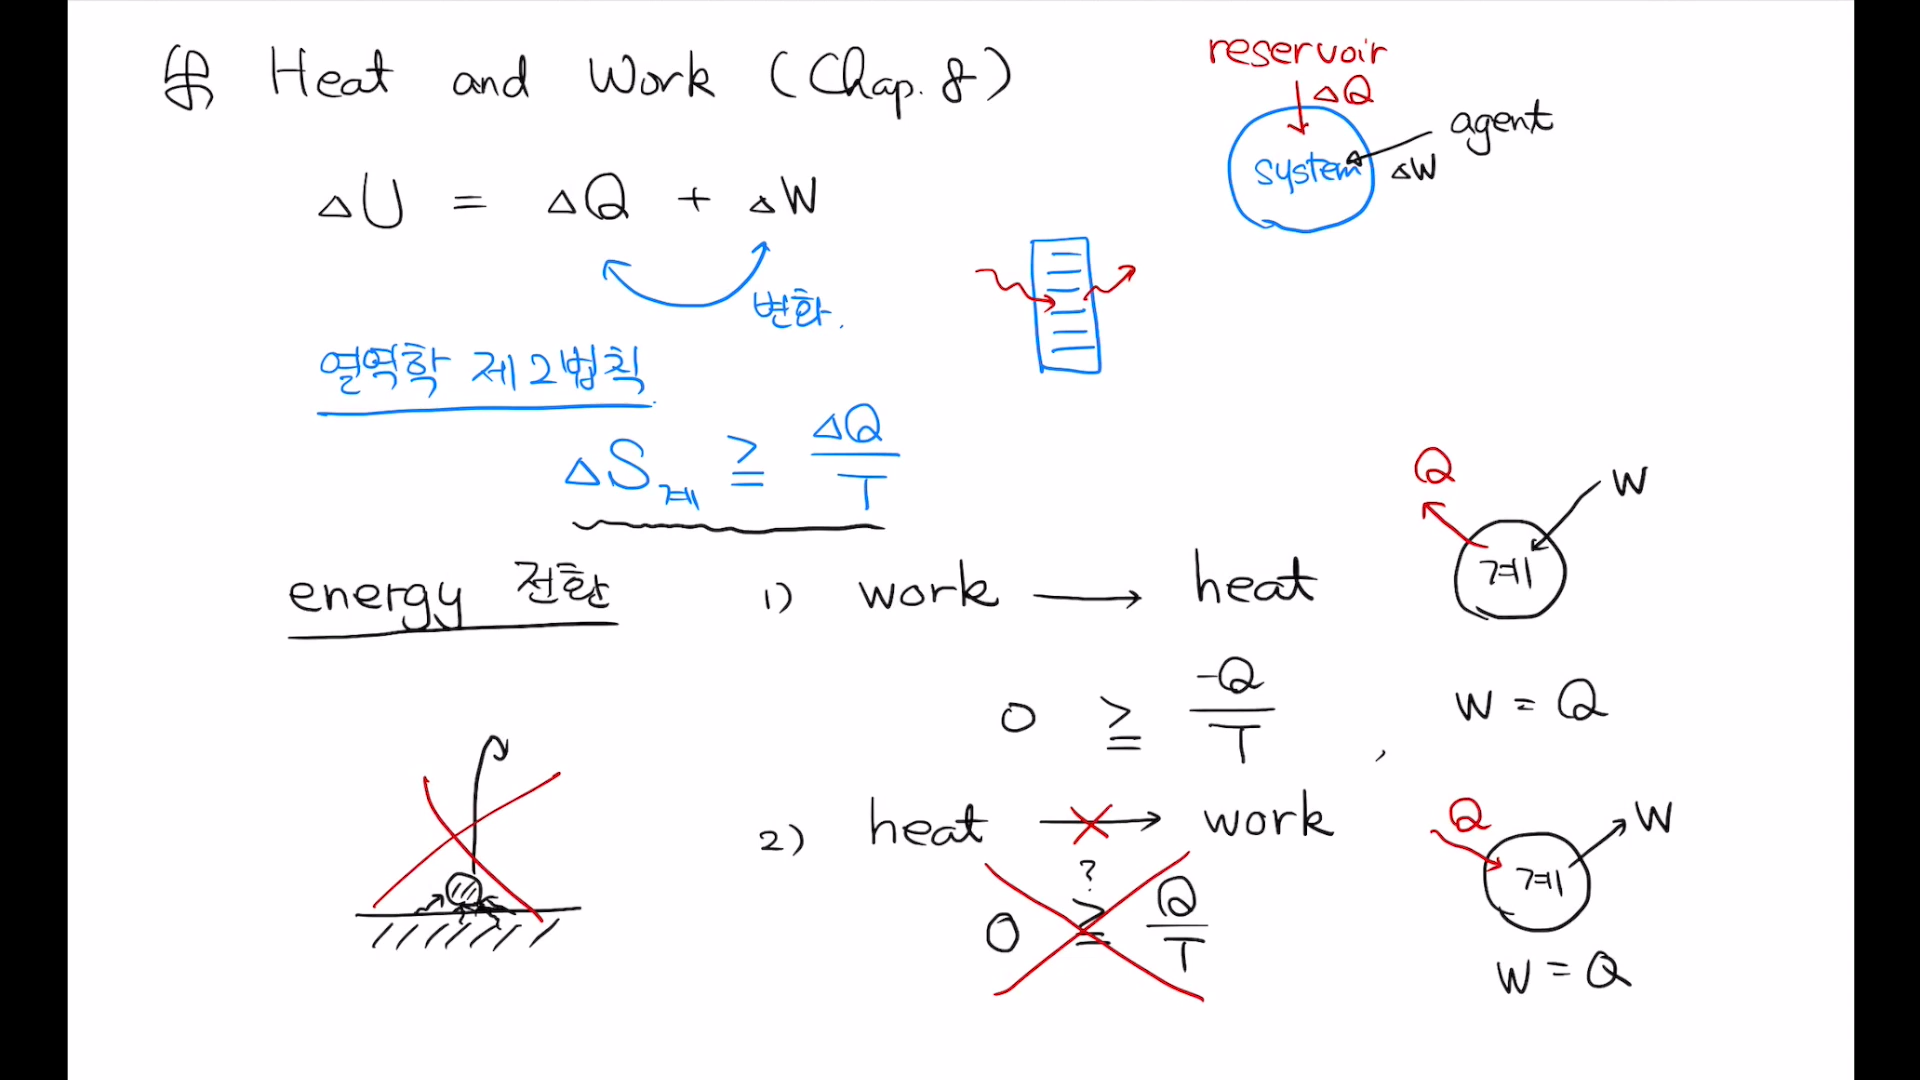 Heat and Work (Chap. 8)
reservoir
ΔQ
system
agent
ΔW
ΔU = ΔQ + ΔW
변화.
열역학 제2법칙
ΔS계 ≧ ΔQ/T
energy 전환
1) work → heat
Q
W
계
0 ≧ -Q/T , W = Q
2) heat → work
Q
W
계
?
0 ≧ Q/T
W = Q